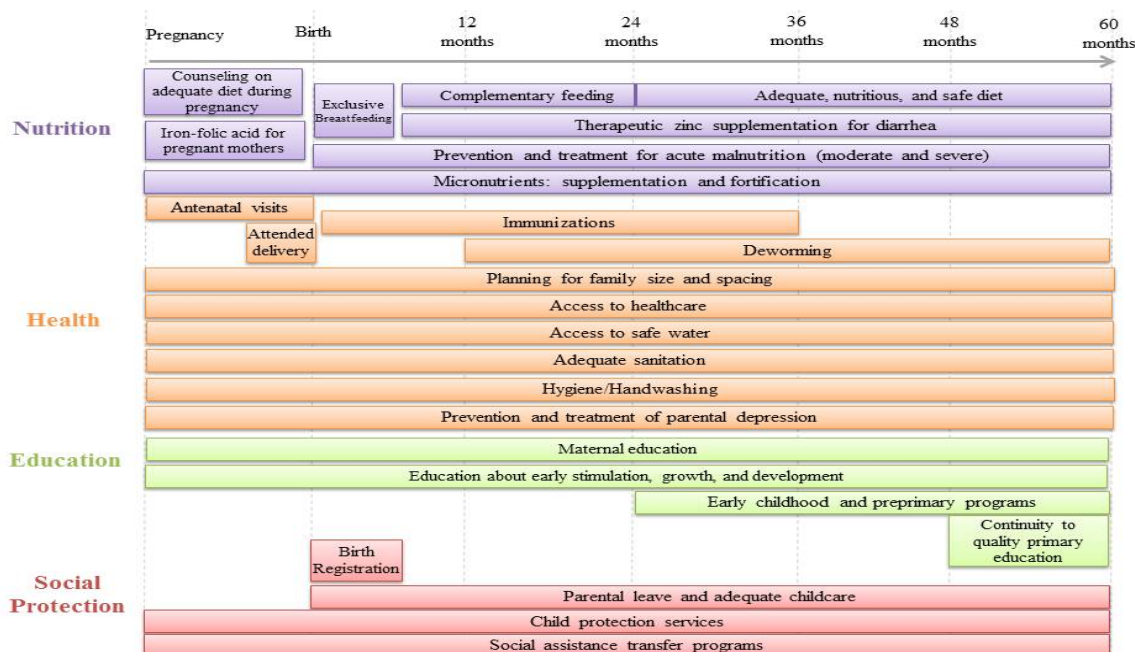 Pregnancy
Birth
12
months
24
months
36
months
48
months
60
months
Nutrition
Counseling on
adequate diet during
pregnancy
Iron-folic acid for
pregnant mothers
Exclusive
Breastfeeding
Complementary feeding
Adequate, nutritious, and safe diet
Therapeutic zinc supplementation for diarrhea
Prevention and treatment for acute malnutrition (moderate and severe)
Micronutrients: supplementation and fortification
Health
Antenatal visits
Attended
delivery
Immunizations
Deworming
Planning for family size and spacing
Access to healthcare
Access to safe water
Adequate sanitation
Hygiene/Handwashing
Prevention and treatment of parental depression
Education
Maternal education
Education about early stimulation, growth, and development
Early childhood and preprimary programs
Continuity to
quality primary
education
Social
Protection
Birth
Registration
Parental leave and adequate childcare
Child protection services
Social assistance transfer programs